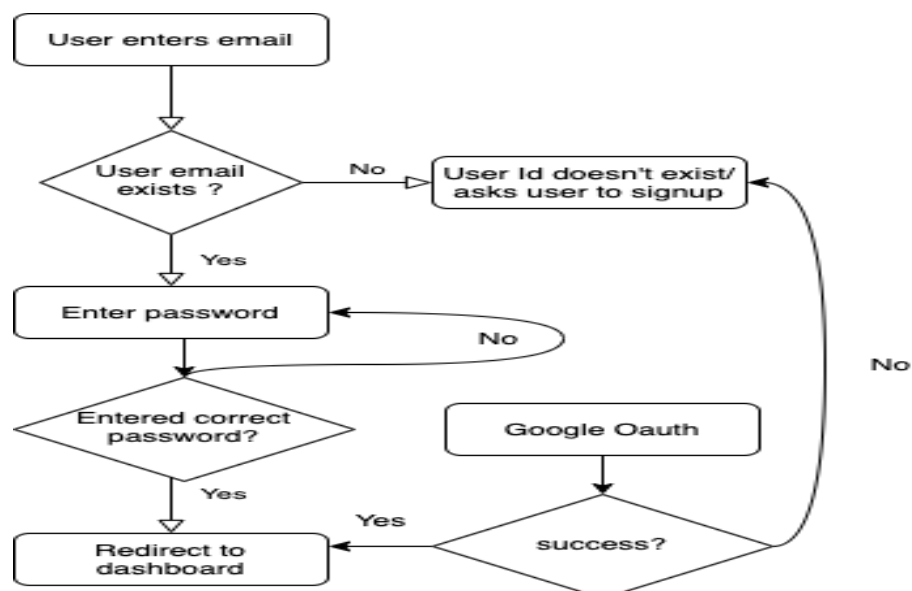 User enters email
User email
exists ?
No
User Id doesn't exist/
asks user to signup
Yes
Enter password
No
No
Entered correct
password?
Google Oauth
Yes
Yes
success?
Redirect to
dashboard